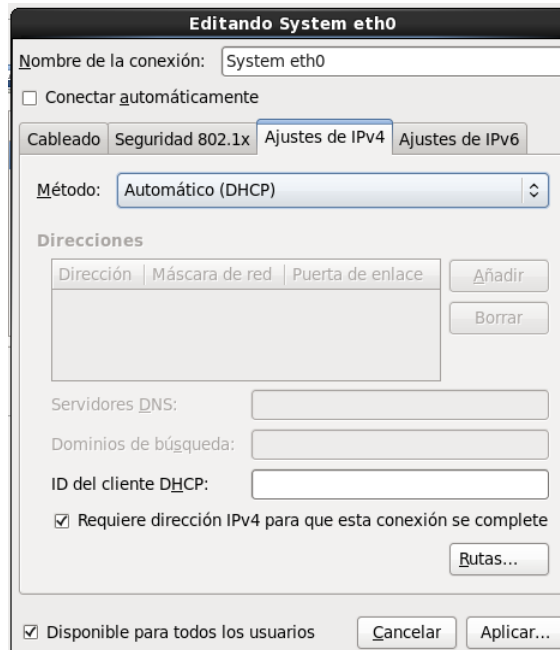 Editando System eth0
Nombre de la conexión: System eth0
Conectar automáticamente
Cableado Seguridad 802.1x Ajustes de IPv4 Ajustes de IPv6
Método: Automático (DHCP)
Direcciones
Dirección Máscara de red Puerta de enlace Añadir
Borrar
Servidores DNS:
Dominios de búsqueda:
ID del cliente DHCP:
Requiere dirección IPv4 para que esta conexión se complete
Rutas...
Disponible para todos los usuarios Cancelar Aplicar...